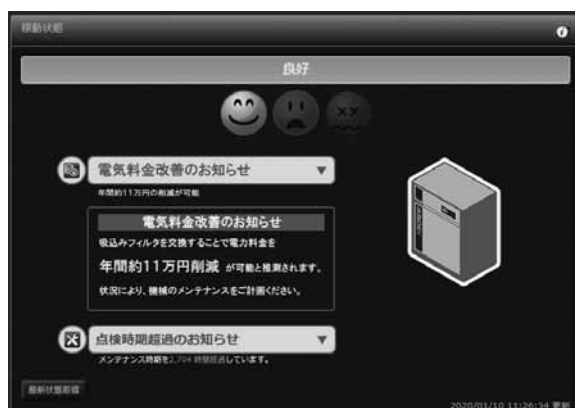 稼動状態
良好
電気料金改善のお知らせ
年間約11万円の削減が可能
電気料金改善のお知らせ
吸込みフィルタを交換することで電力料金を
年間約11万円削減 が可能と推測されます。
状況により、機械のメンテナンスをご計画ください。
点検時期超過のお知らせ
メンテナンス時期を2,704 時間超過しています。
最新状態取得
2020/01/10 11:26:34 更新